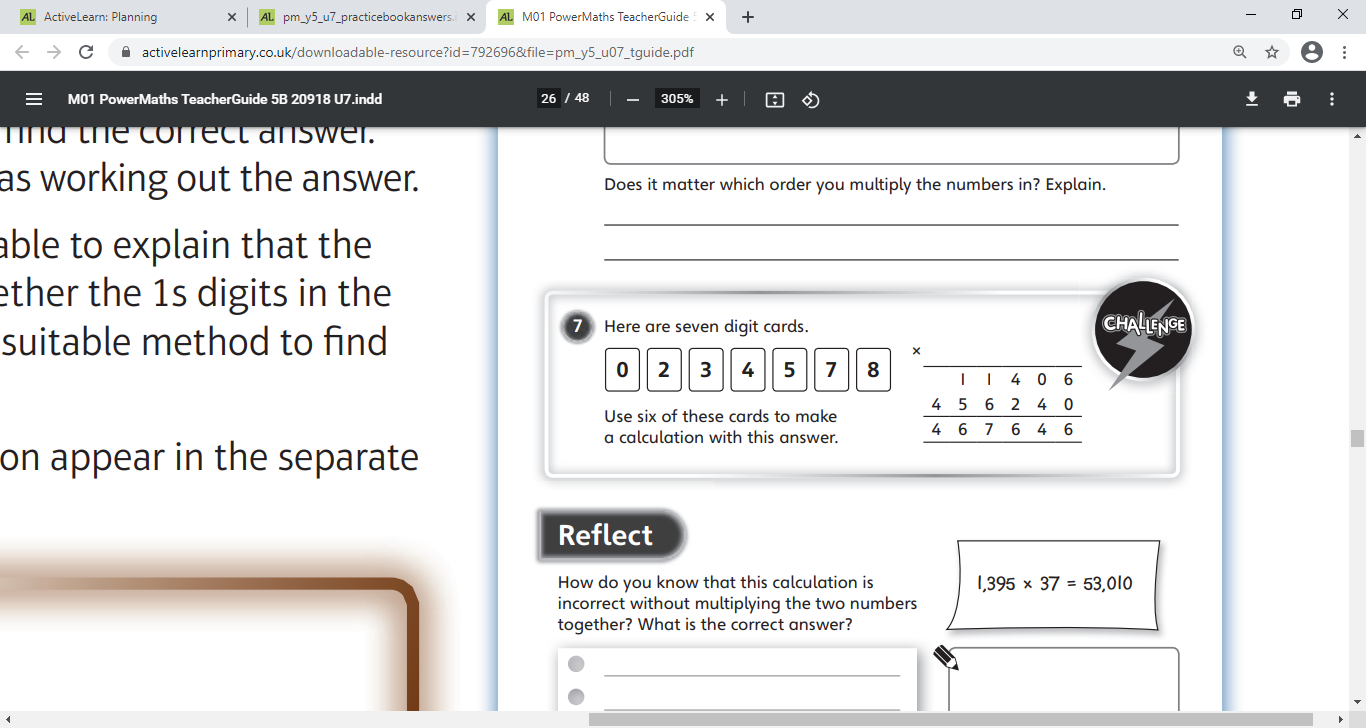 ActiveLearn: Planning
pm_y5_u7_practicebookanswers.
M01 PowerMaths TeacherGuide 5
activelearnprimary.co.uk/downloadable-resource?id=792696&file=pm_y5_u07_tguide.pdf
M01 PowerMaths TeacherGuide 5B 20918 U7.indd
26 / 48
305%
find the correct answer.
as working out the answer.
able to explain that the
ether the 1s digits in the
suitable method to find
on appear in the separate
Does it matter which order you multiply the numbers in? Explain.
CHALLENGE
7 Here are seven digit cards.
0 2 3 4 5 7 8
Use six of these cards to make
a calculation with this answer.
×
1 1 4 0 6
4 5 6 2 4 0
4 6 7 6 4 6
Reflect
How do you know that this calculation is
incorrect without multiplying the two numbers
together? What is the correct answer?
1,395 × 37 = 53,010